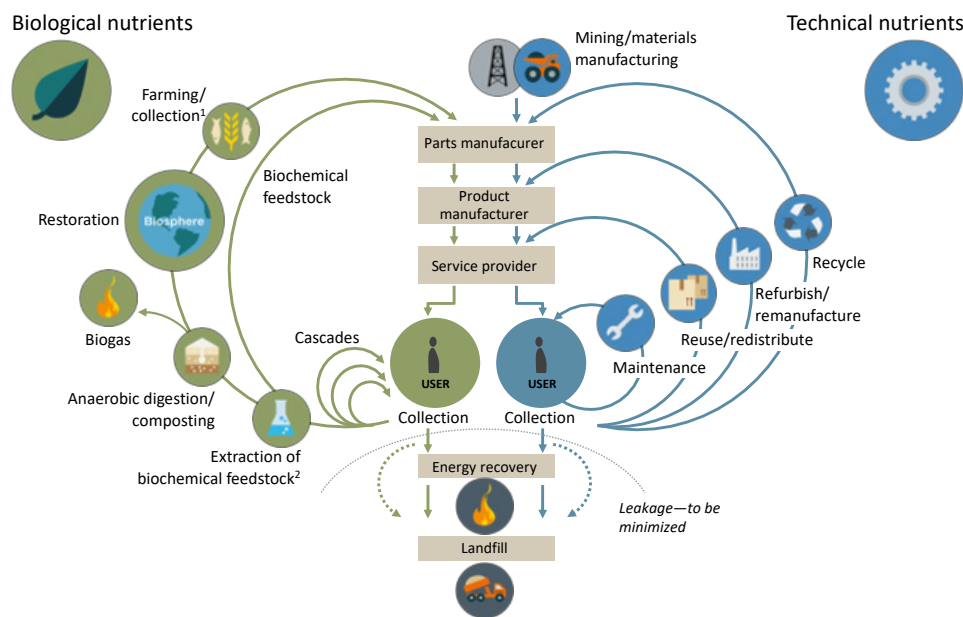 Biological nutrients
Technical nutrients
Mining/materials
manufacturing
Farming/
collection1
Parts manufacurer
Biochemical
feedstock
Product
manufacturer
Restoration
Biosphere
Service provider
Recycle
Refurbish/
remanufacture
Biogas
Cascades
Reuse/redistribute
Maintenance
USER
USER
Anaerobic digestion/
composting
Collection
Collection
Extraction of
biochemical feedstock2
Energy recovery
Leakage—to be
minimized
Landfill